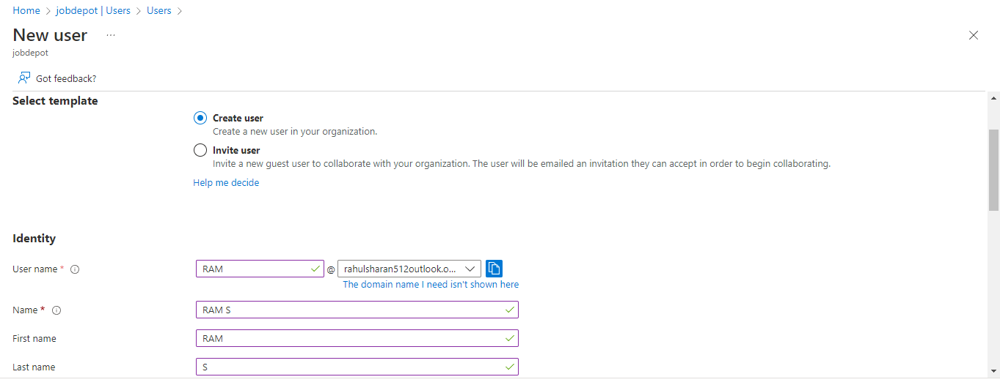 Home > jobdepot | Users > Users >
New user ...
jobdepot
Got feedback?
Select template
Create user
Create a new user in your organization.
Invite user
Invite a new guest user to collaborate with your organization. The user will be emailed an invitation they can accept in order to begin collaborating.
Help me decide
Identity
User name * RAM @ rahulsharan512outlook.o...
The domain name I need isn't shown here
Name * RAM S
First name RAM
Last name S